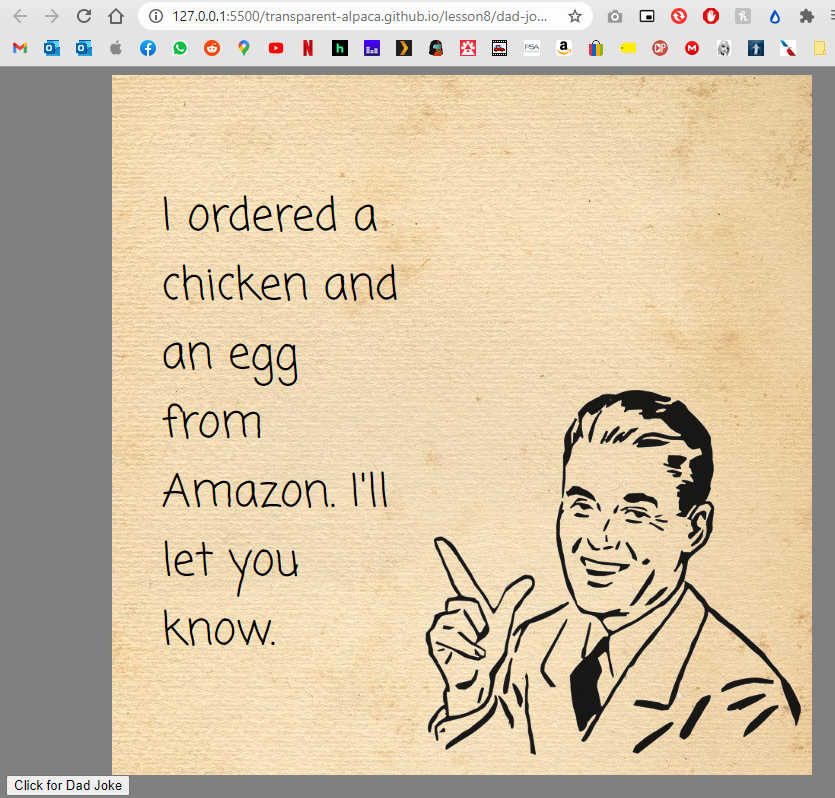 127.0.0.1:5500/transparent-alpaca.github.io/lesson8/dad-jo...
PSA
I ordered a
chicken and
an egg
from
Amazon. I'll
let you
know.
Click for Dad Joke